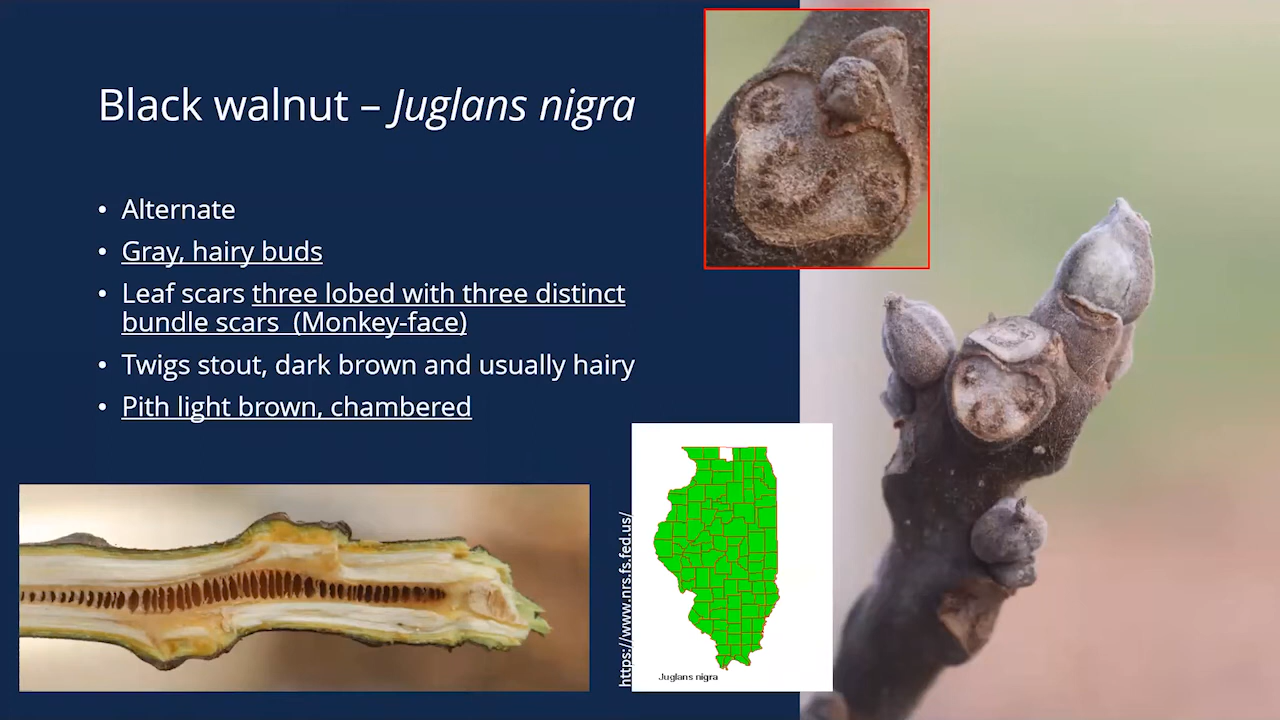 Black walnut – Juglans nigra
• Alternate
• Gray, hairy buds
• Leaf scars three lobed with three distinct
bundle scars  (Monkey-face)
• Twigs stout, dark brown and usually hairy
• Pith light brown, chambered
https://www.nrs.fs.fed.us/
Juglans nigra